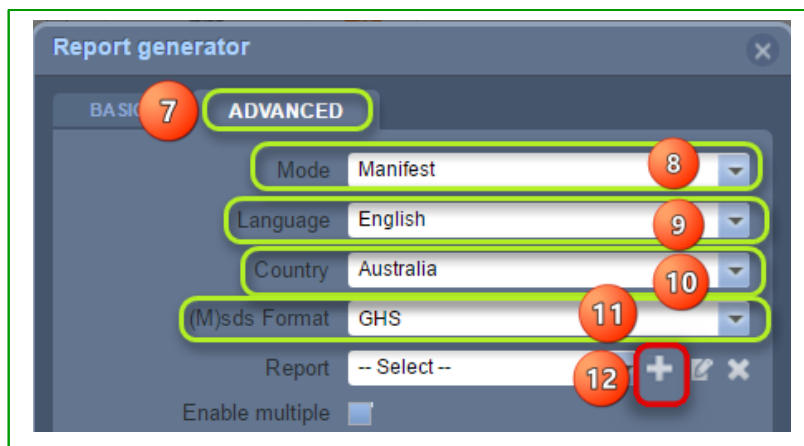 Report generator
BASIC 7 ADVANCED
Mode Manifest 8
Language English 9
Country Australia 10
(M)sds Format GHS 11
Report -- Select -- 12
Enable multiple